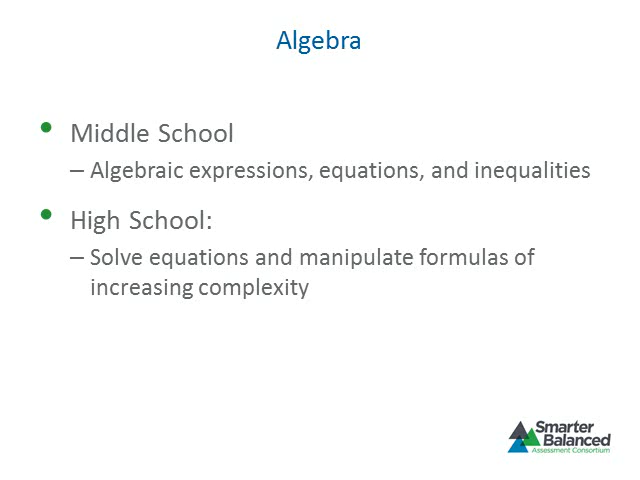 Algebra
• Middle School
– Algebraic expressions, equations, and inequalities
• High School:
– Solve equations and manipulate formulas of
increasing complexity
Smarter
Balanced
Assessment Consortium